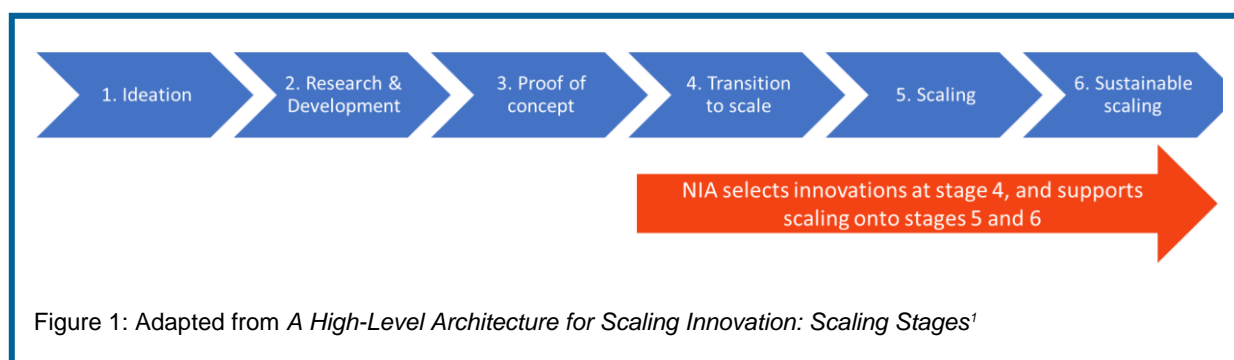 1. Ideation
2. Research &
Development
3. Proof of
concept
4. Transition
to scale
5. Scaling
6. Sustainable
scaling
NIA selects innovations at stage 4, and supports
scaling onto stages 5 and 6
Figure 1: Adapted from A High-Level Architecture for Scaling Innovation: Scaling Stages¹